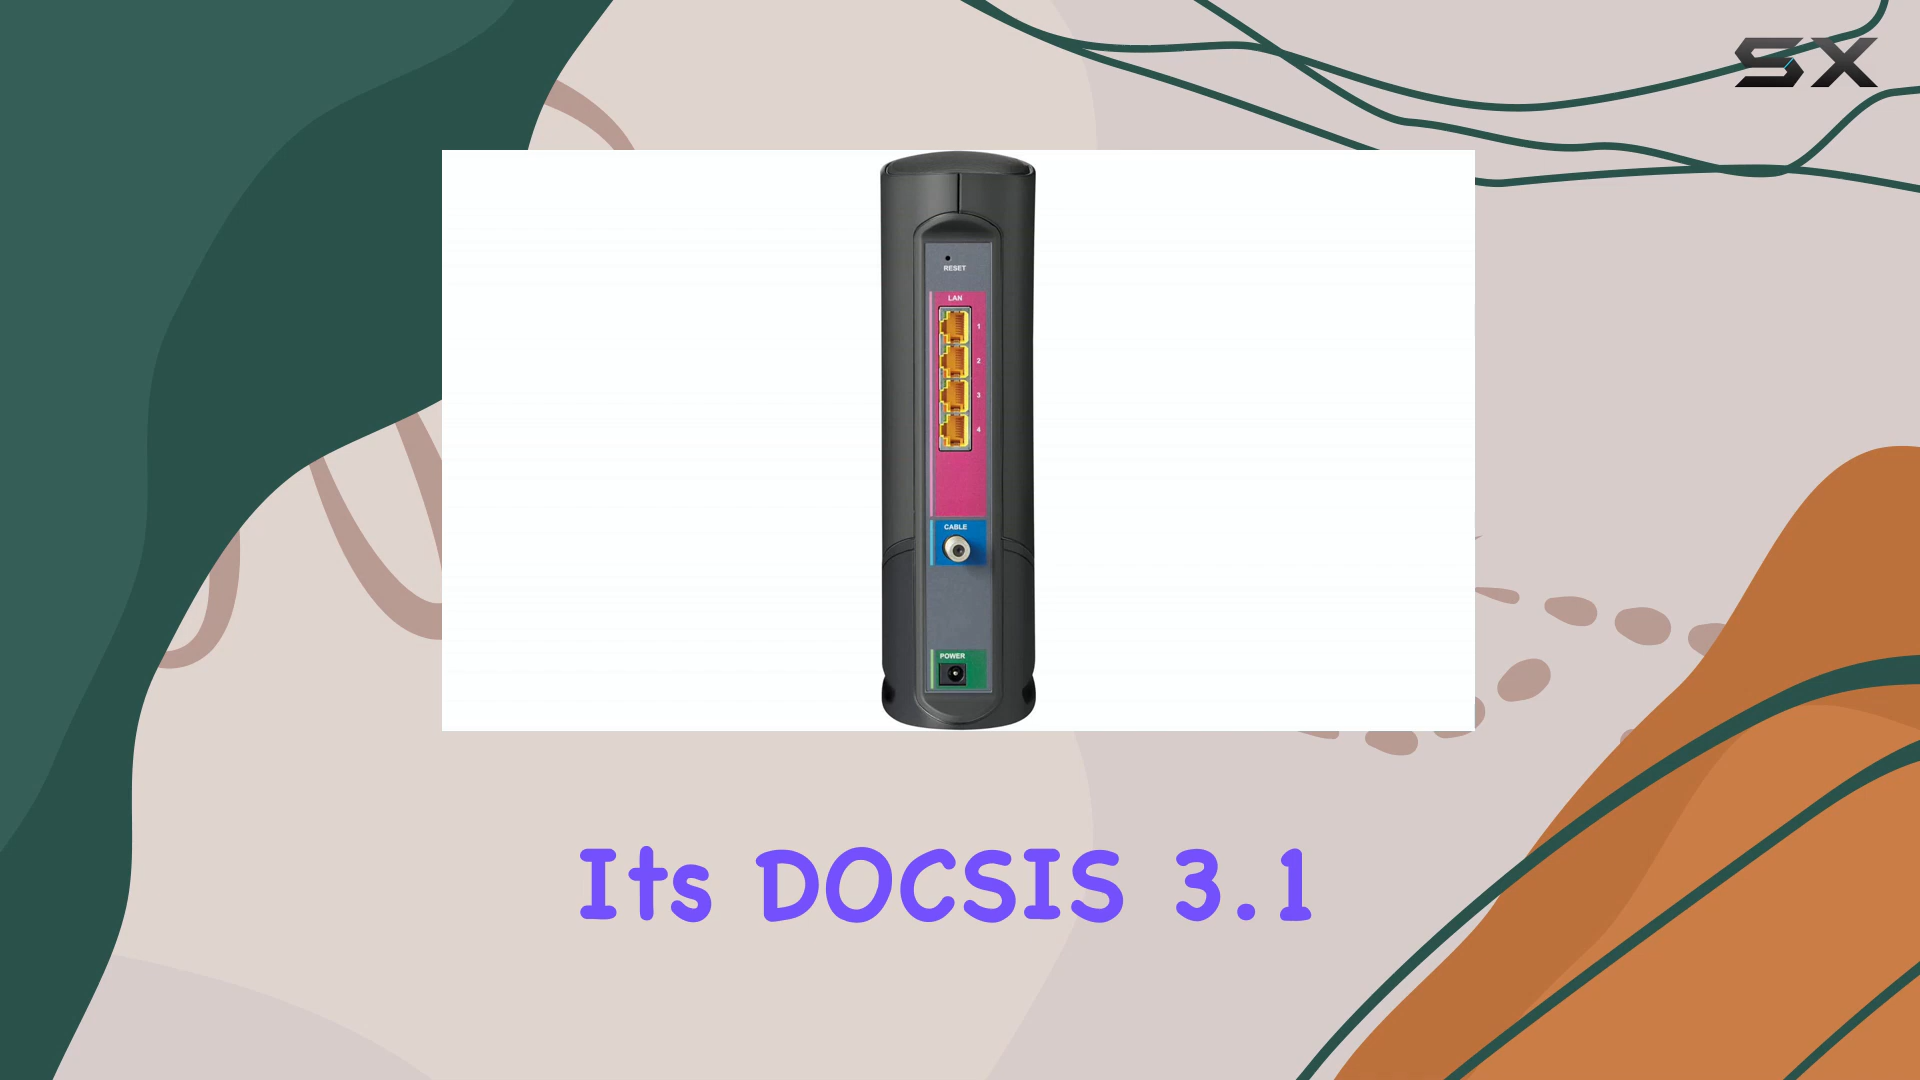 SX
RESET
LAN
1
2
3
4
CABLE
POWER
Its DOCSIS 3.1